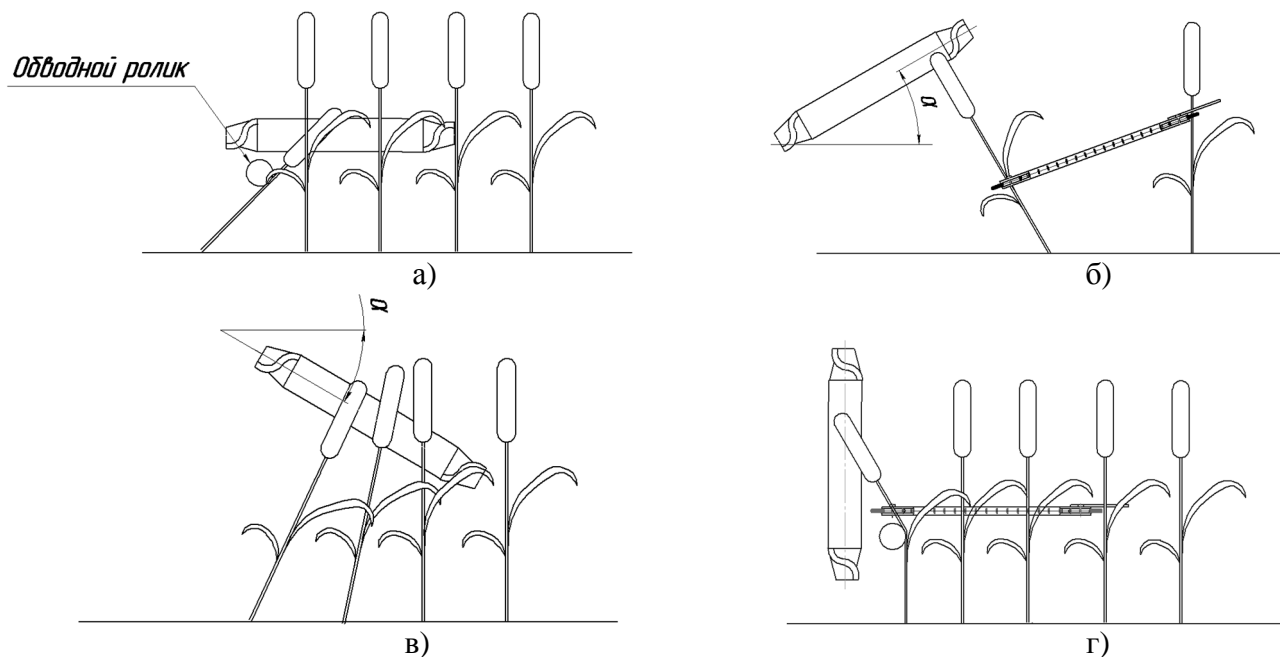 Обводной ролик
α
а)
б)
α
в)
г)